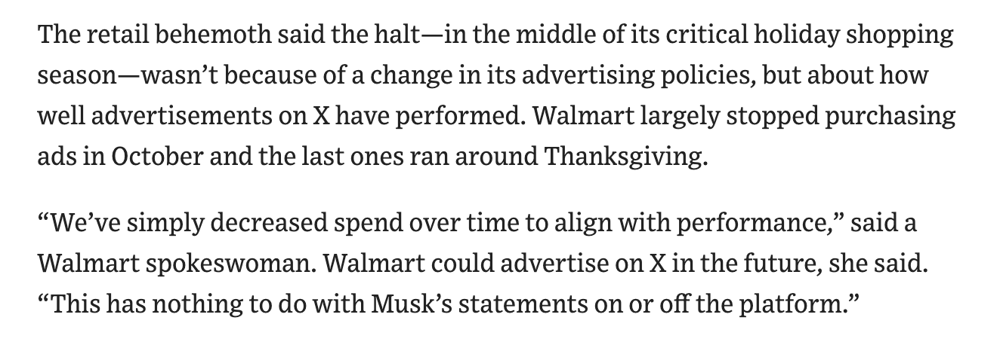 The retail behemoth said the halt—in the middle of its critical holiday shopping
season—wasn’t because of a change in its advertising policies, but about how
well advertisements on X have performed. Walmart largely stopped purchasing
ads in October and the last ones ran around Thanksgiving.
“We’ve simply decreased spend over time to align with performance,” said a
Walmart spokeswoman. Walmart could advertise on X in the future, she said.
“This has nothing to do with Musk’s statements on or off the platform.”